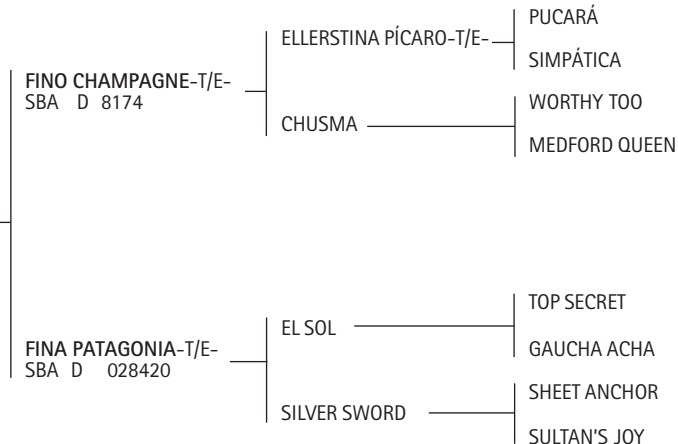 PUCARÁ
ELLERSTINA PÍCARO-T/E-
SIMPÁTICA
FINO CHAMPAGNE-T/E-
SBA D 8174
WORTHY TOO
CHUSMA
MEDFORD QUEEN
TOP SECRET
EL SOL
GAUCHA ACHA
FINA PATAGONIA-T/E-
SBA D 028420
SHEET ANCHOR
SILVER SWORD
SULTAN'S JOY